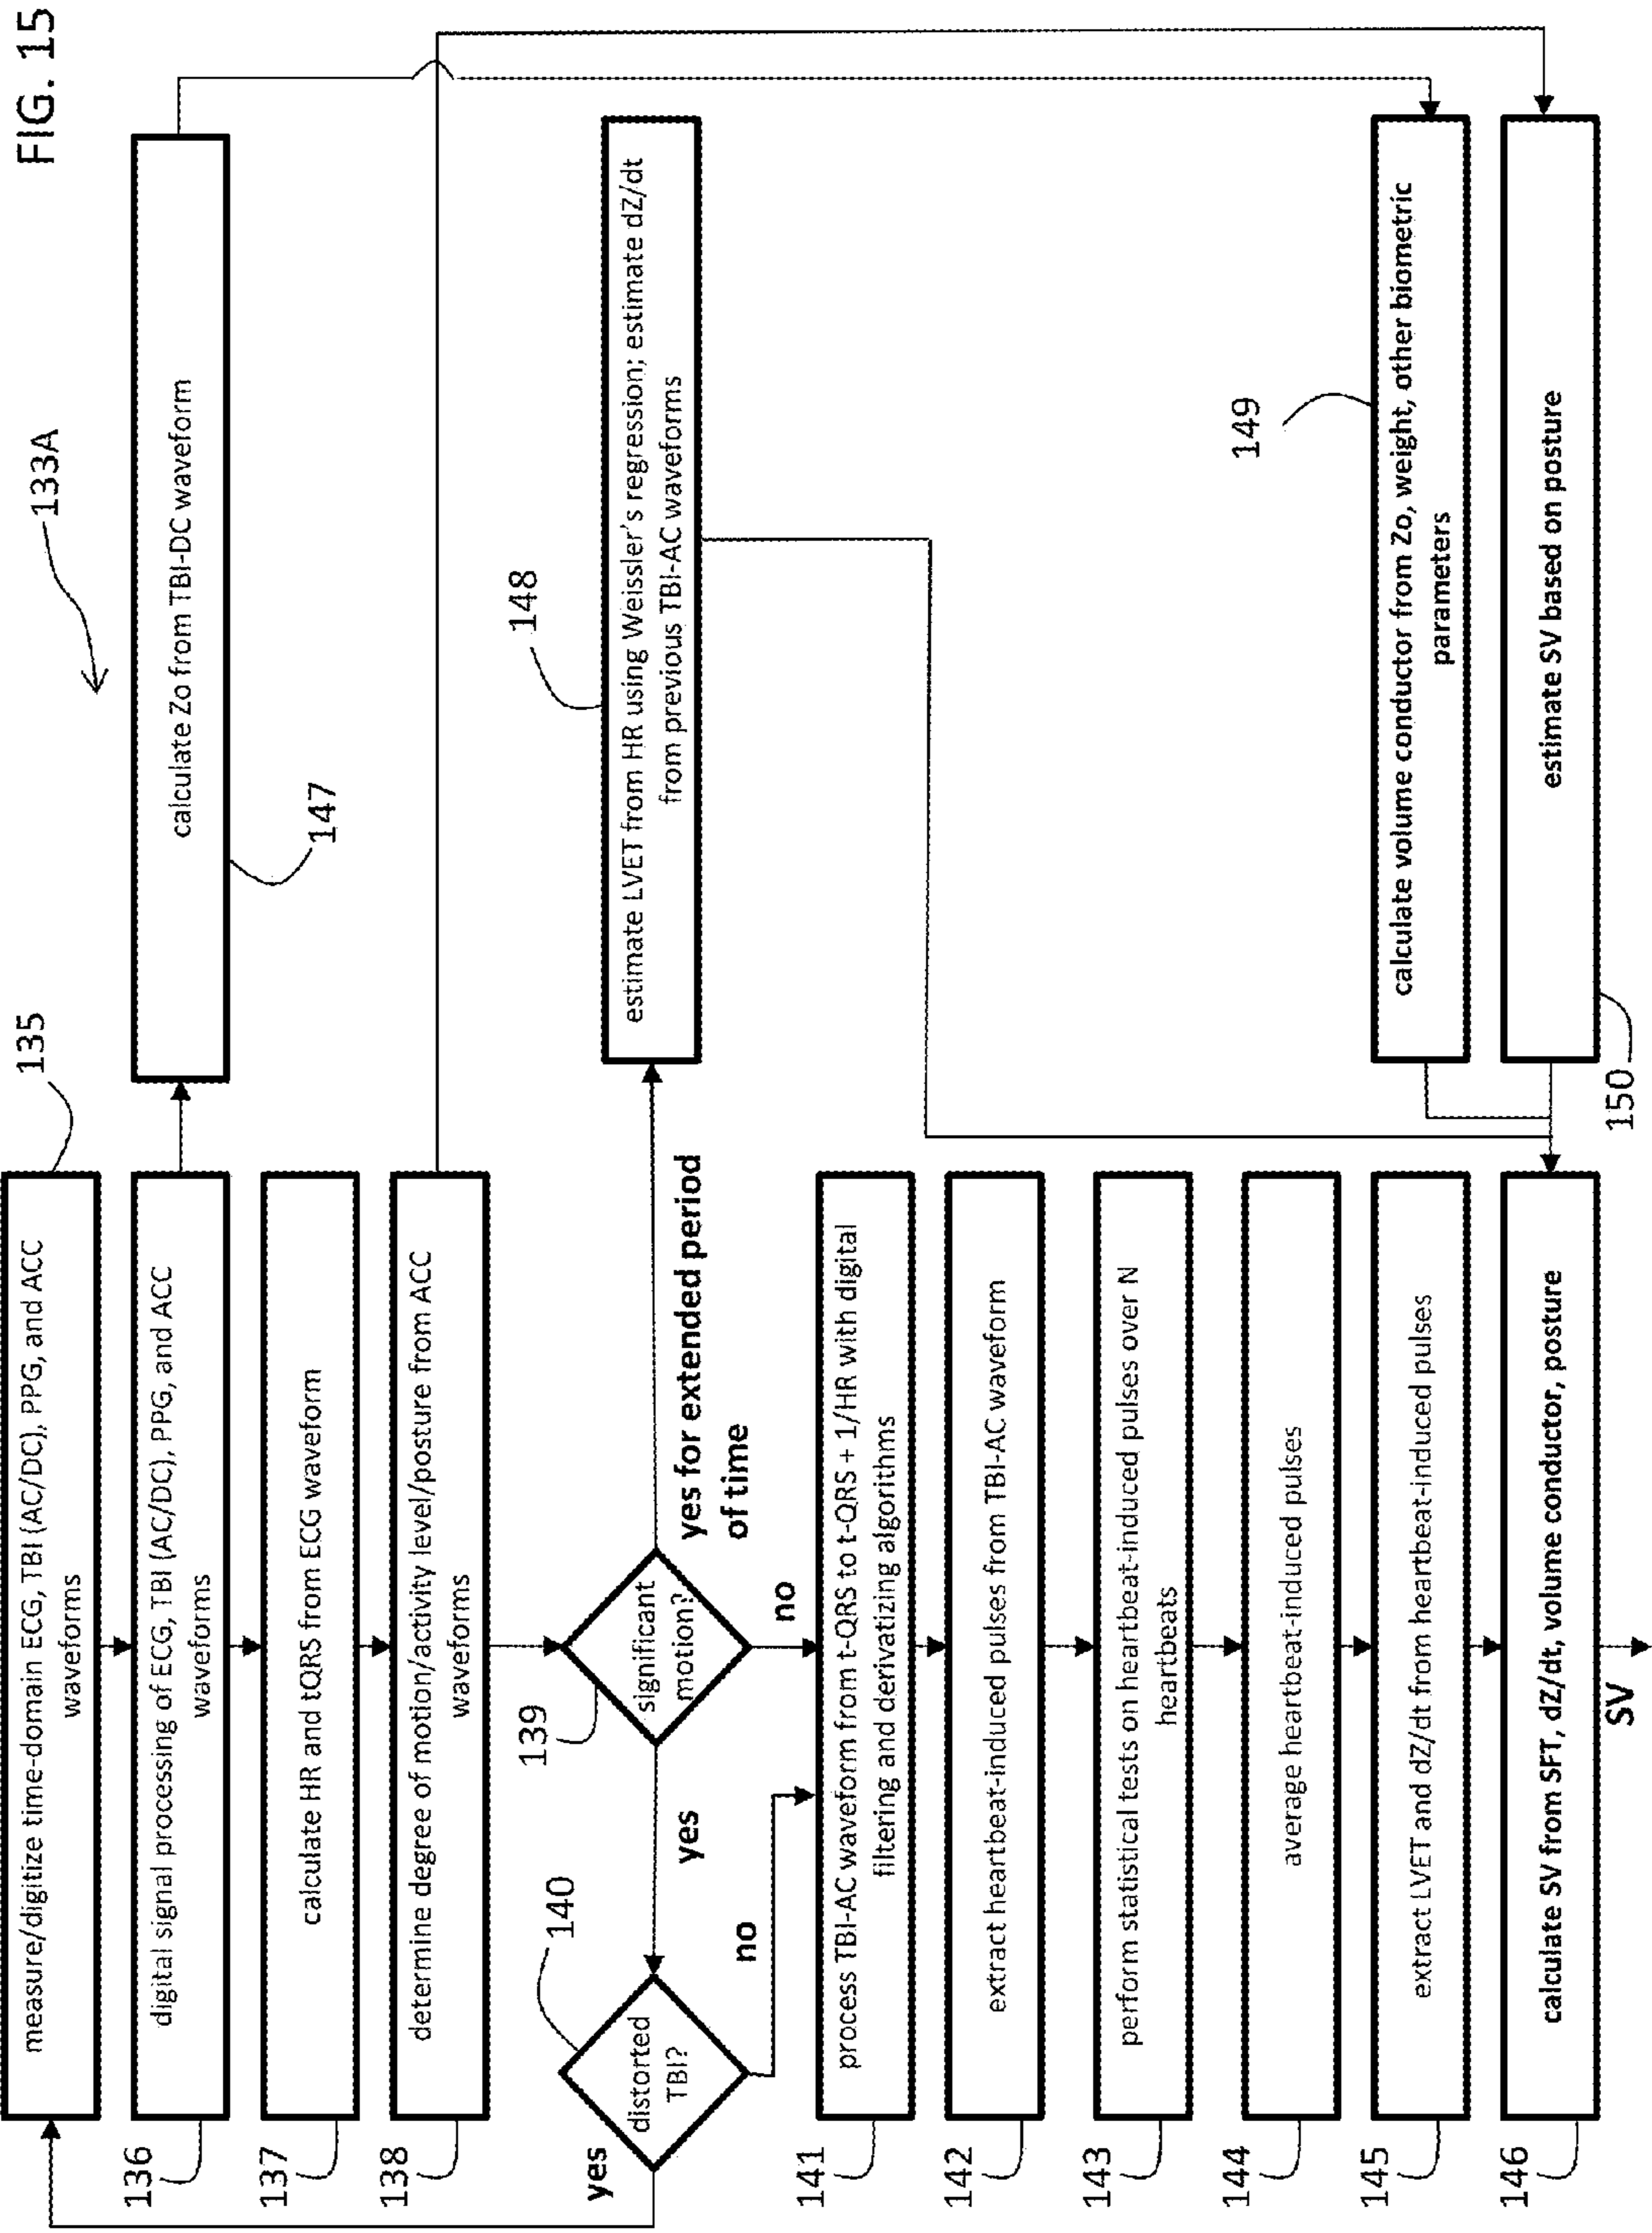 FIG. 15
133A
135
measure/digitize time-domain ECG, TBI (AC/DC), PPG, and ACC
waveforms
136
digital signal processing of ECG, TBI (AC/DC), PPG, and ACC
waveforms
calculate Zo from TBI-DC waveform
147
137
calculate HR and tQRS from ECG waveform
138
determine degree of motion/activity level/posture from ACC
waveforms
139
significant
motion?
yes for extended period
of time
148
estimate LVET from HR using Weissler's regression; estimate dZ/dt
from previous TBI-AC waveforms
yes
no
140
distorted
TBI?
yes
no
141
process TBI-AC waveform from t-QRS to t-QRS + 1/HR with digital
filtering and derivatizing algorithms
142
extract heartbeat-induced pulses from TBI-AC waveform
143
perform statistical tests on heartbeat-induced pulses over N
heartbeats
144
average heartbeat-induced pulses
145
extract LVET and dZ/dt from heartbeat-induced pulses
149
calculate volume conductor from Zo, weight, other biometric
parameters
146
calculate SV from SFT, dZ/dt, volume conductor, posture
estimate SV based on posture
150
SV